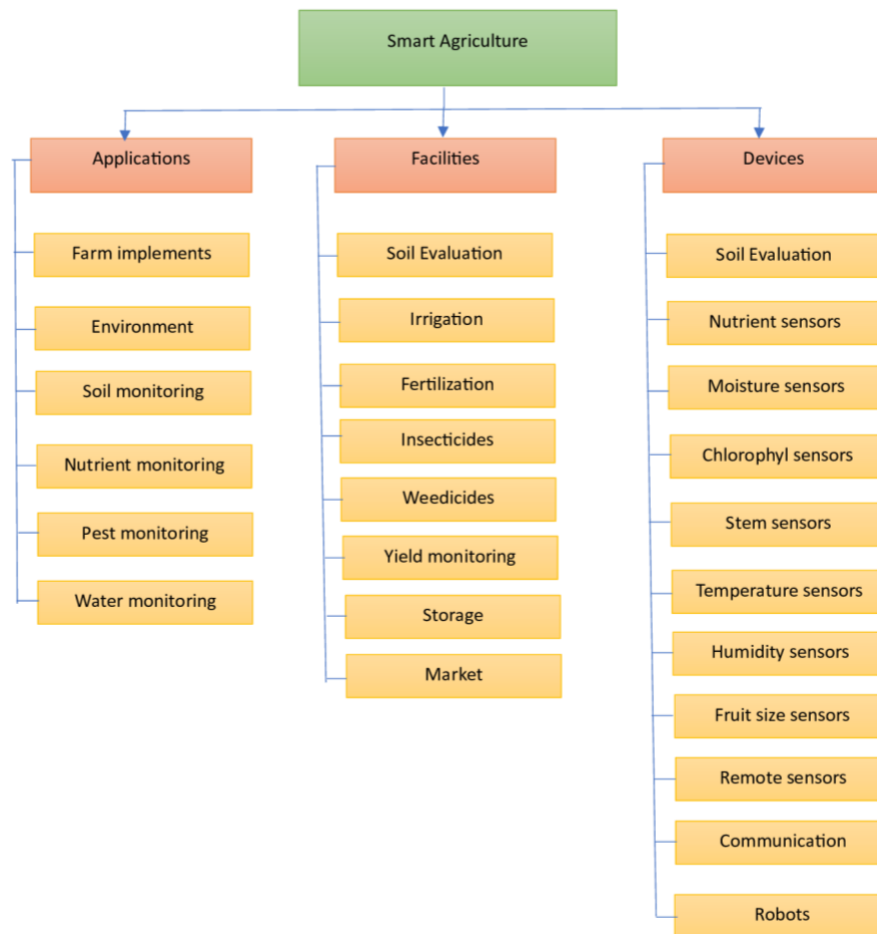 Smart Agriculture
Applications
Farm implements
Environment
Soil monitoring
Nutrient monitoring
Pest monitoring
Water monitoring
Facilities
Soil Evaluation
Irrigation
Fertilization
Insecticides
Weedicides
Yield monitoring
Storage
Market
Devices
Soil Evaluation
Nutrient sensors
Moisture sensors
Chlorophyl sensors
Stem sensors
Temperature sensors
Humidity sensors
Fruit size sensors
Remote sensors
Communication
Robots